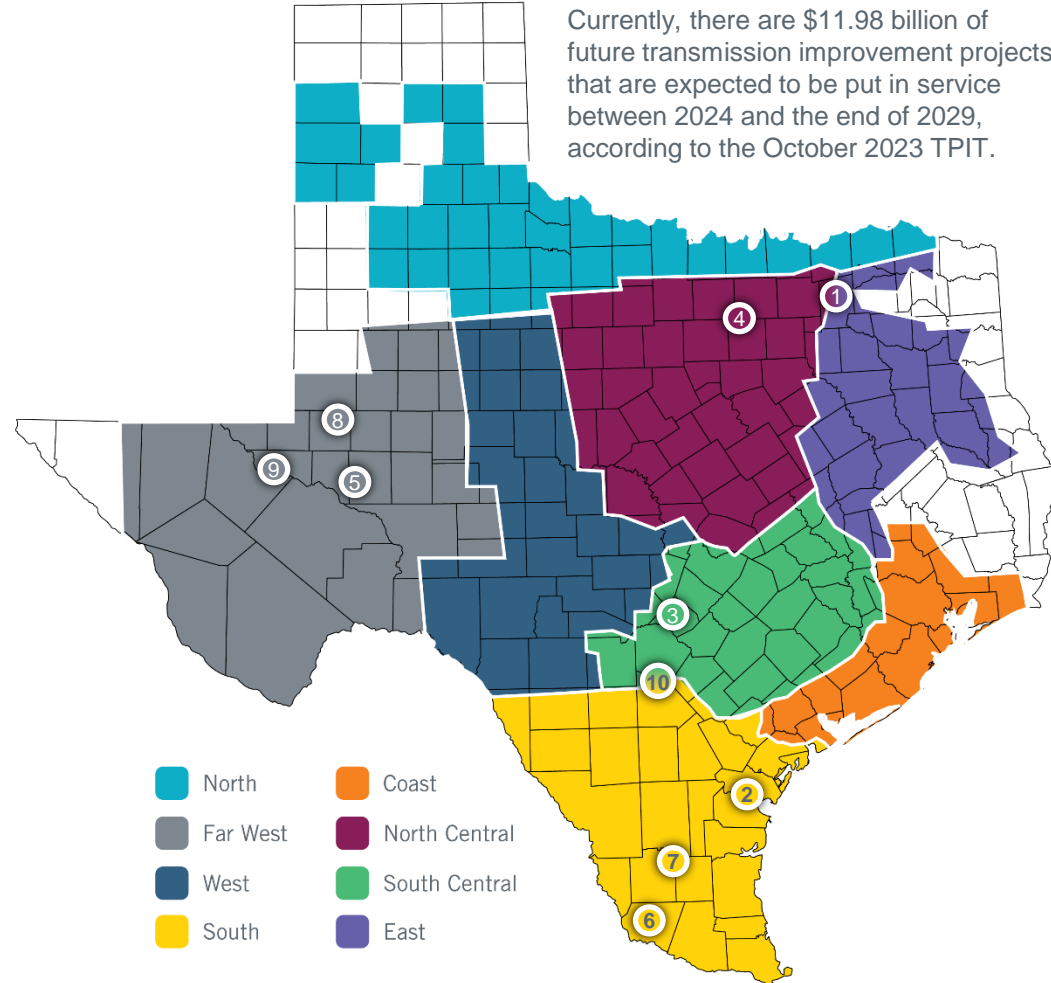 Currently, there are $11.98 billion of
future transmission improvement projects
that are expected to be put in service
between 2024 and the end of 2029,
according to the October 2023 TPIT.
1
4
8
9
5
3
10
2
7
6
North
Coast
Far West
North Central
West
South Central
South
East